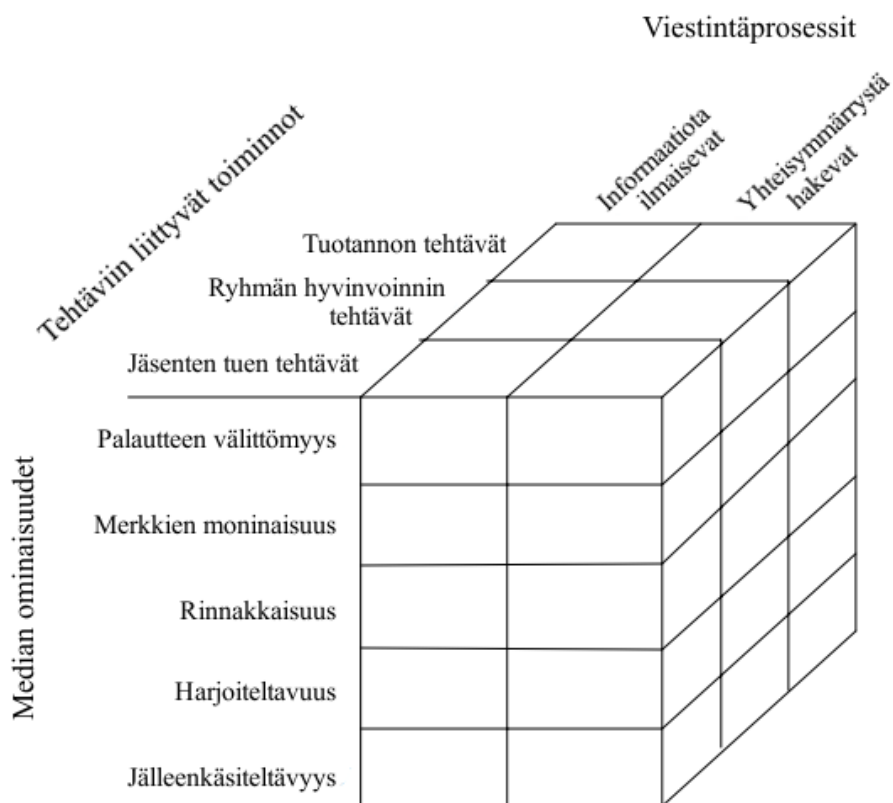 Viestintäprosessit
Informaatiota
ilmaisevat
Yhteisymmärrystä
hakevat
Tehtäviin liittyvät toiminnot
Tuotannon tehtävät
Ryhmän hyvinvoinnin
tehtävät
Jäsenten tuen tehtävät
Median ominaisuudet
Palautteen välittömyys
Merkkien moninaisuus
Rinnakkaisuus
Harjoiteltavuus
Jälleenkäsiteltävyys